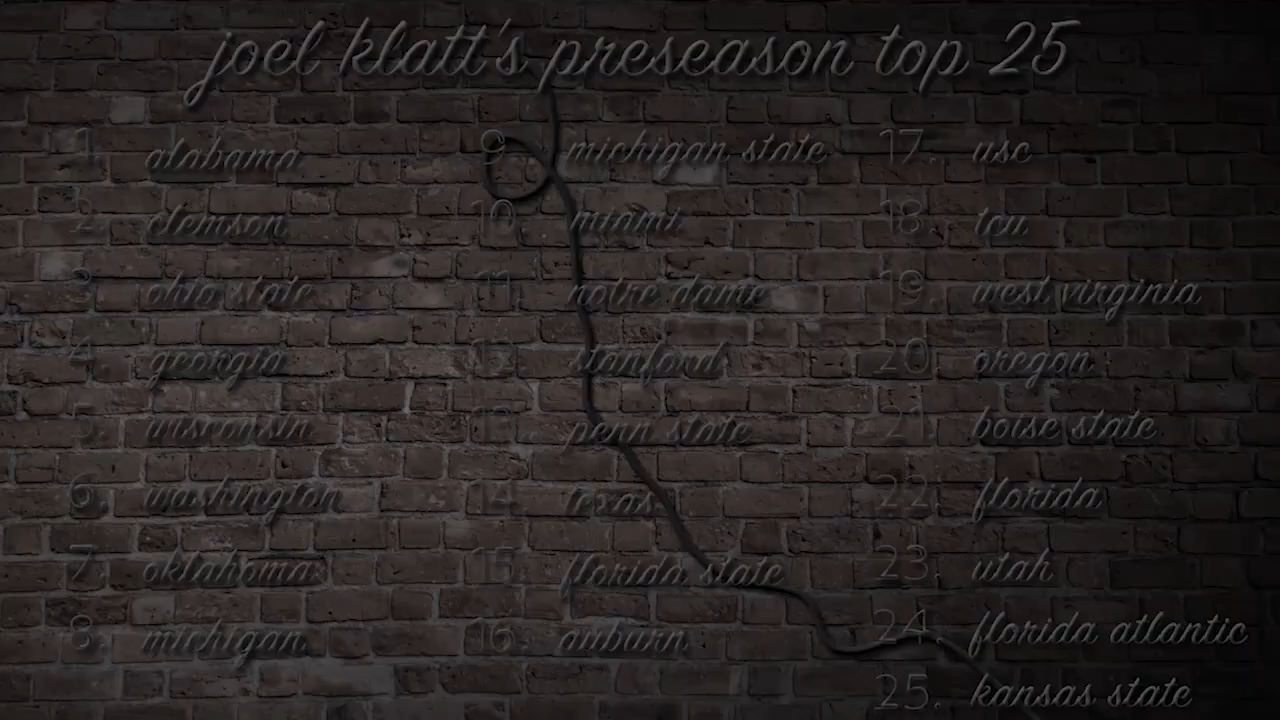 joel klatt's preseason top 25
1. alabama
2. clemson
3. ohio state
4. georgia
5. wisconsin
6. washington
7. oklahoma
8. michigan
9. michigan state
10. miami
11. notre dame
12. stanford
13. penn state
14. texas
15. florida state
16. auburn
17. usc
18. tcu
19. west virginia
20. oregon
21. boise state
22. florida
23. utah
24. florida atlantic
25. kansas state